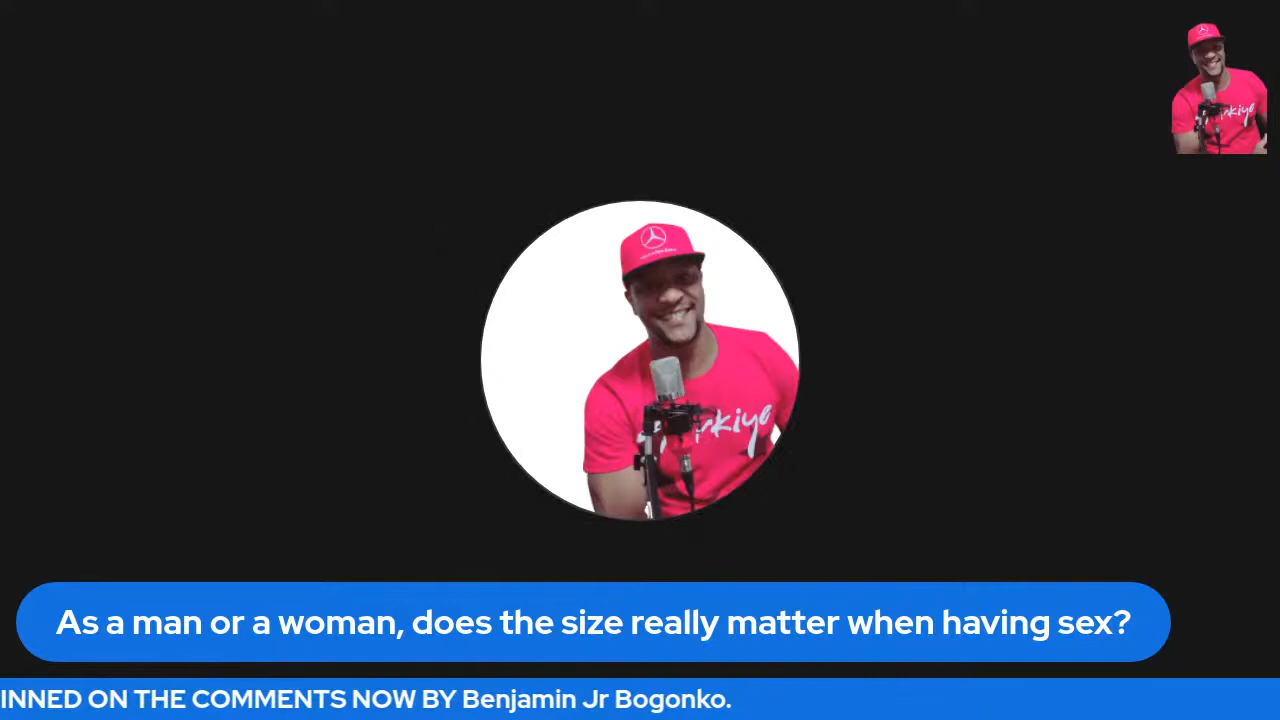 As a man or a woman, does the size really matter when having sex?
INNED ON THE COMMENTS NOW BY Benjamin Jr Bogonko.